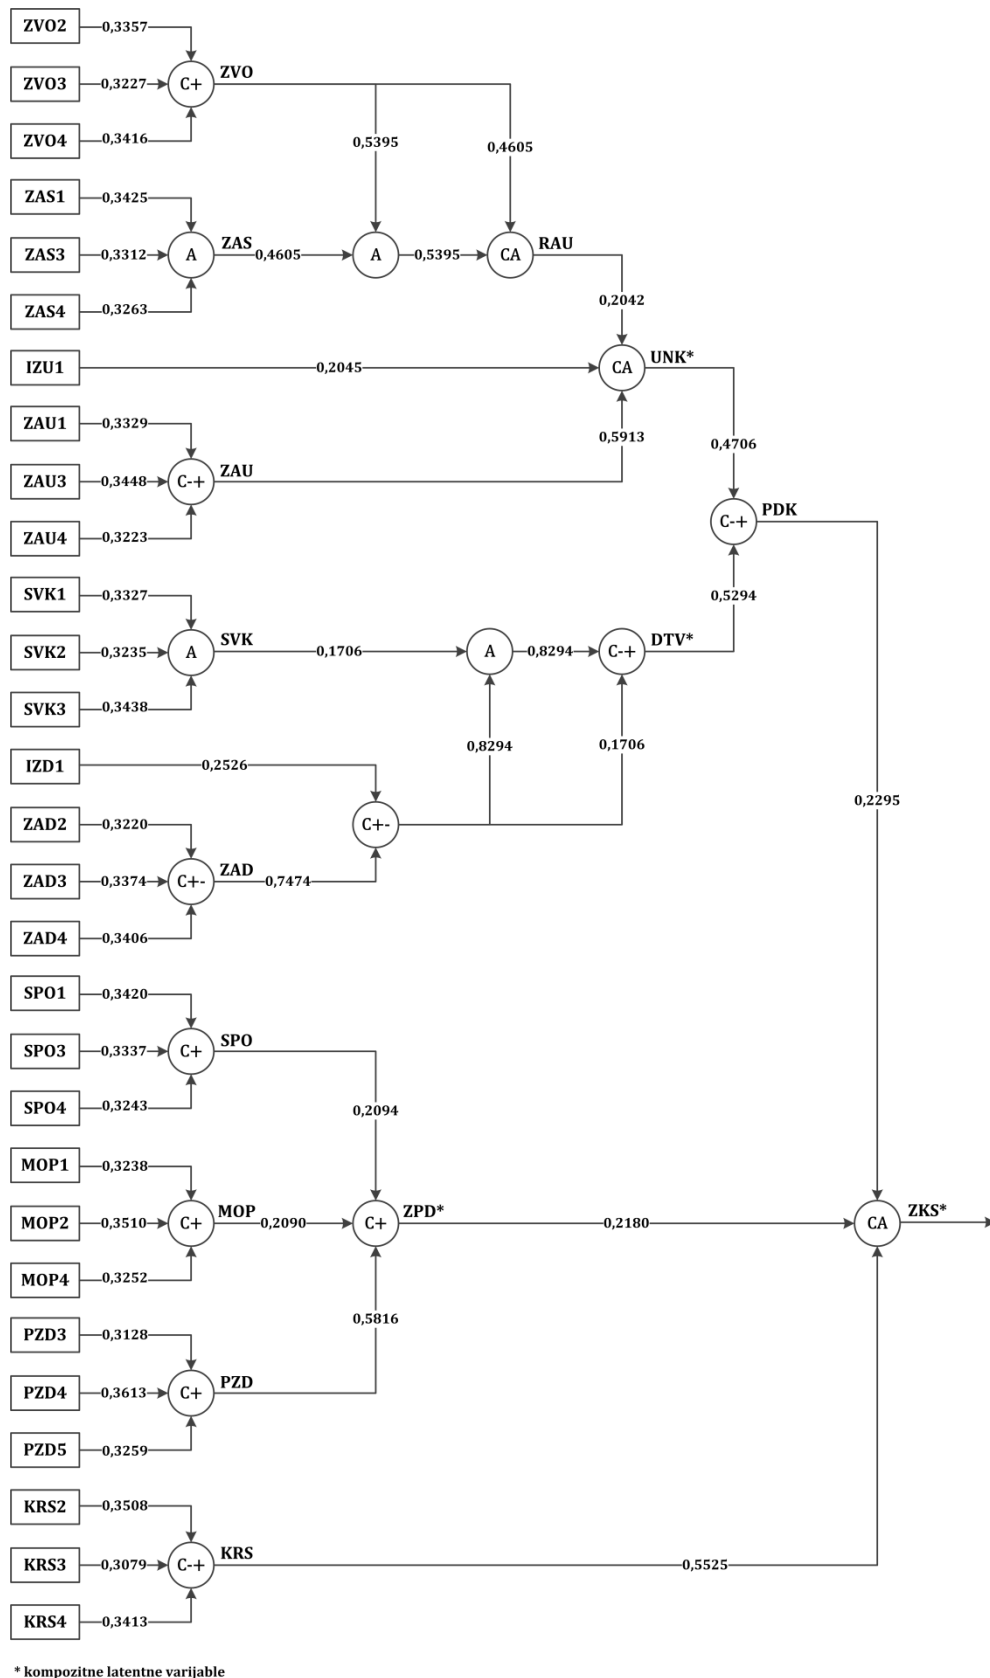 ZVO2 0,3357
ZVO
ZVO3 0,3227 C+
ZVO4 0,3416
0,5395 0,4605
ZAS1 0,3425
ZAS RAU
ZAS3 0,3312 A 0,4605 A 0,5395 CA
ZAS4 0,3263
0,2042
UNK*
IZU1 0,2045 CA
ZAU1 0,3329
0,5913 0,4706
ZAU
ZAU3 0,3448 C-+
PDK
C-+
ZAU4 0,3223
SVK1 0,3327
0,5294
SVK DTV*
SVK2 0,3235 A 0,1706 A 0,8294 C-+
SVK3 0,3438
0,8294 0,1706
IZD1 0,2526
0,2295
ZAD2 0,3220 C+-
ZAD
ZAD3 0,3374 C+- 0,7474
ZAD4 0,3406
SPO1 0,3420
SPO
SPO3 0,3337 C+
SPO4 0,3243
0,2094
MOP1 0,3238
MOP ZPD* ZKS*
MOP2 0,3510 C+ 0,2090 C+ 0,2180 CA
MOP4 0,3252
0,5816
PZD3 0,3128
PZD
PZD4 0,3613 C+
PZD5 0,3259
KRS2 0,3508
KRS
KRS3 0,3079 C-+ 0,5525
KRS4 0,3413
* kompozitne latentne varijable